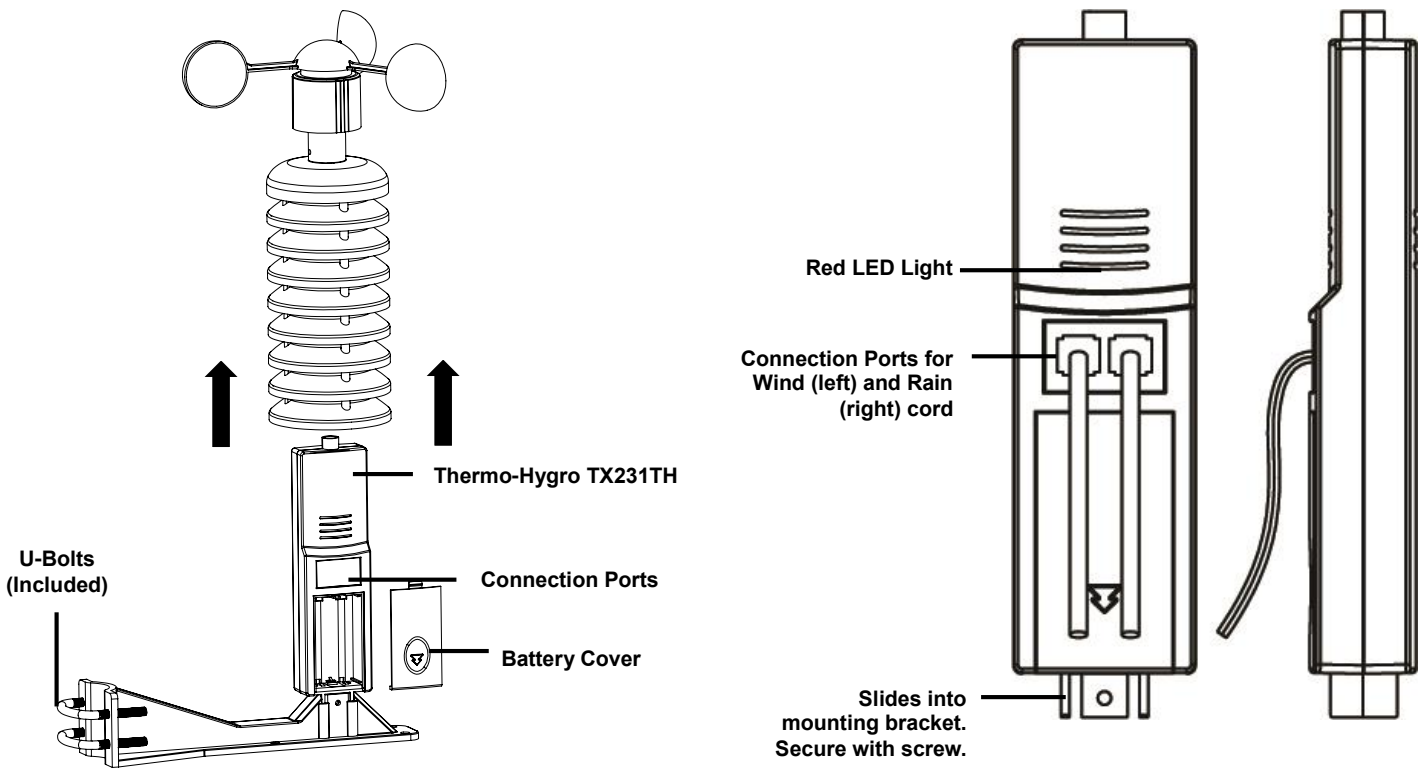 Thermo-Hygro TX231TH
U-Bolts
(Included)
Connection Ports
Battery Cover
Red LED Light
Connection Ports for
Wind (left) and Rain
(right) cord
Slides into
mounting bracket.
Secure with screw.